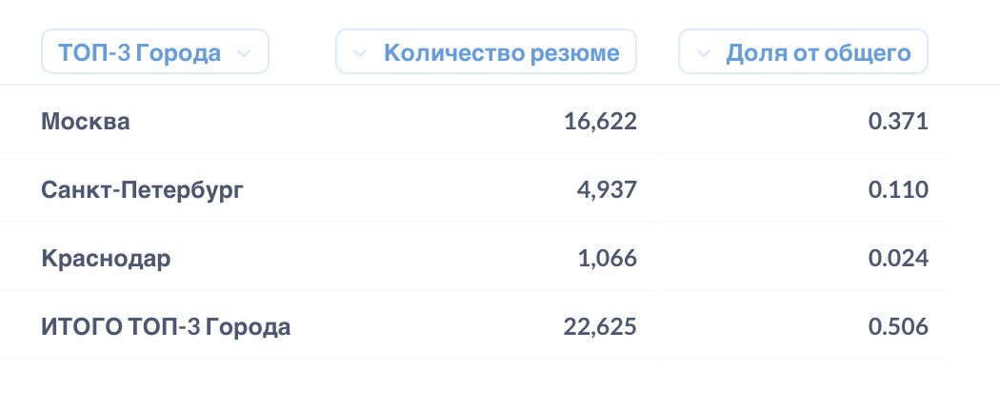 ТОП-3 Города Количество резюме Доля от общего
Москва 16,622 0.371
Санкт-Петербург 4,937 0.110
Краснодар 1,066 0.024
ИТОГО ТОП-3 Города 22,625 0.506